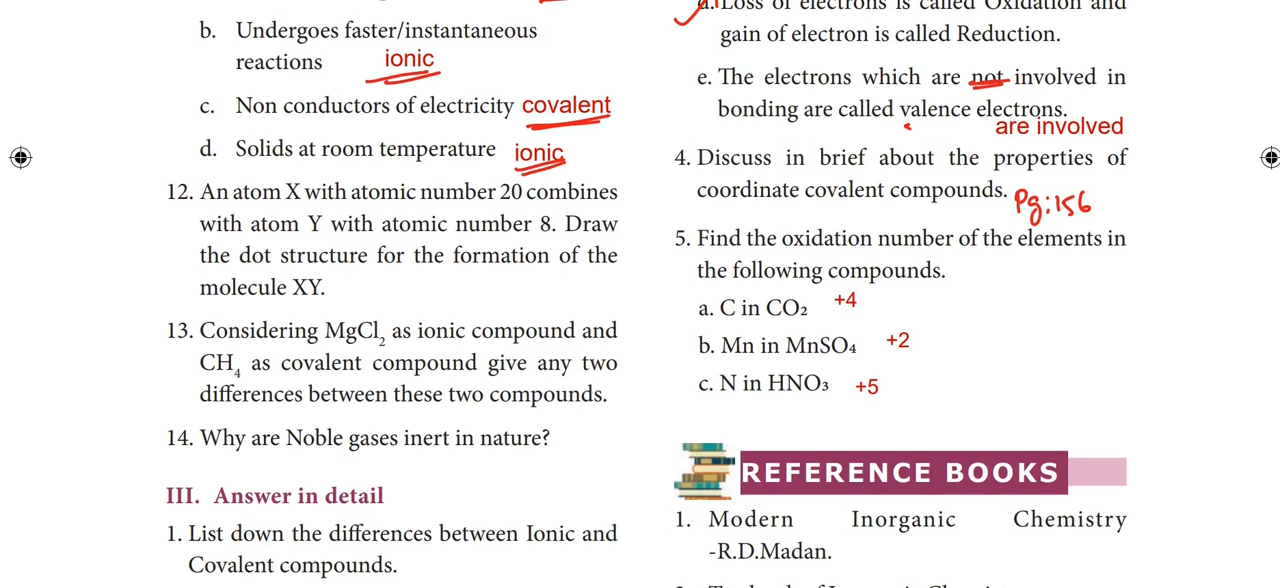 b. Undergoes faster/instantaneous
reactions ionic
c. Non conductors of electricity covalent
d. Solids at room temperature ionic
12. An atom X with atomic number 20 combines
with atom Y with atomic number 8. Draw
the dot structure for the formation of the
molecule XY.
13. Considering MgCl₂ as ionic compound and
CH₄ as covalent compound give any two
differences between these two compounds.
14. Why are Noble gases inert in nature?
III. Answer in detail
1. List down the differences between Ionic and
Covalent compounds.
d. Loss of electrons is called Oxidation and
gain of electron is called Reduction.
e. The electrons which are not involved in
bonding are called valence electrons.
are involved
4. Discuss in brief about the properties of
coordinate covalent compounds. Pg:156
5. Find the oxidation number of the elements in
the following compounds.
a. C in CO₂ +4
b. Mn in MnSO₄ +2
c. N in HNO₃ +5
REFERENCE BOOKS
1. Modern Inorganic Chemistry
-R.D.Madan.